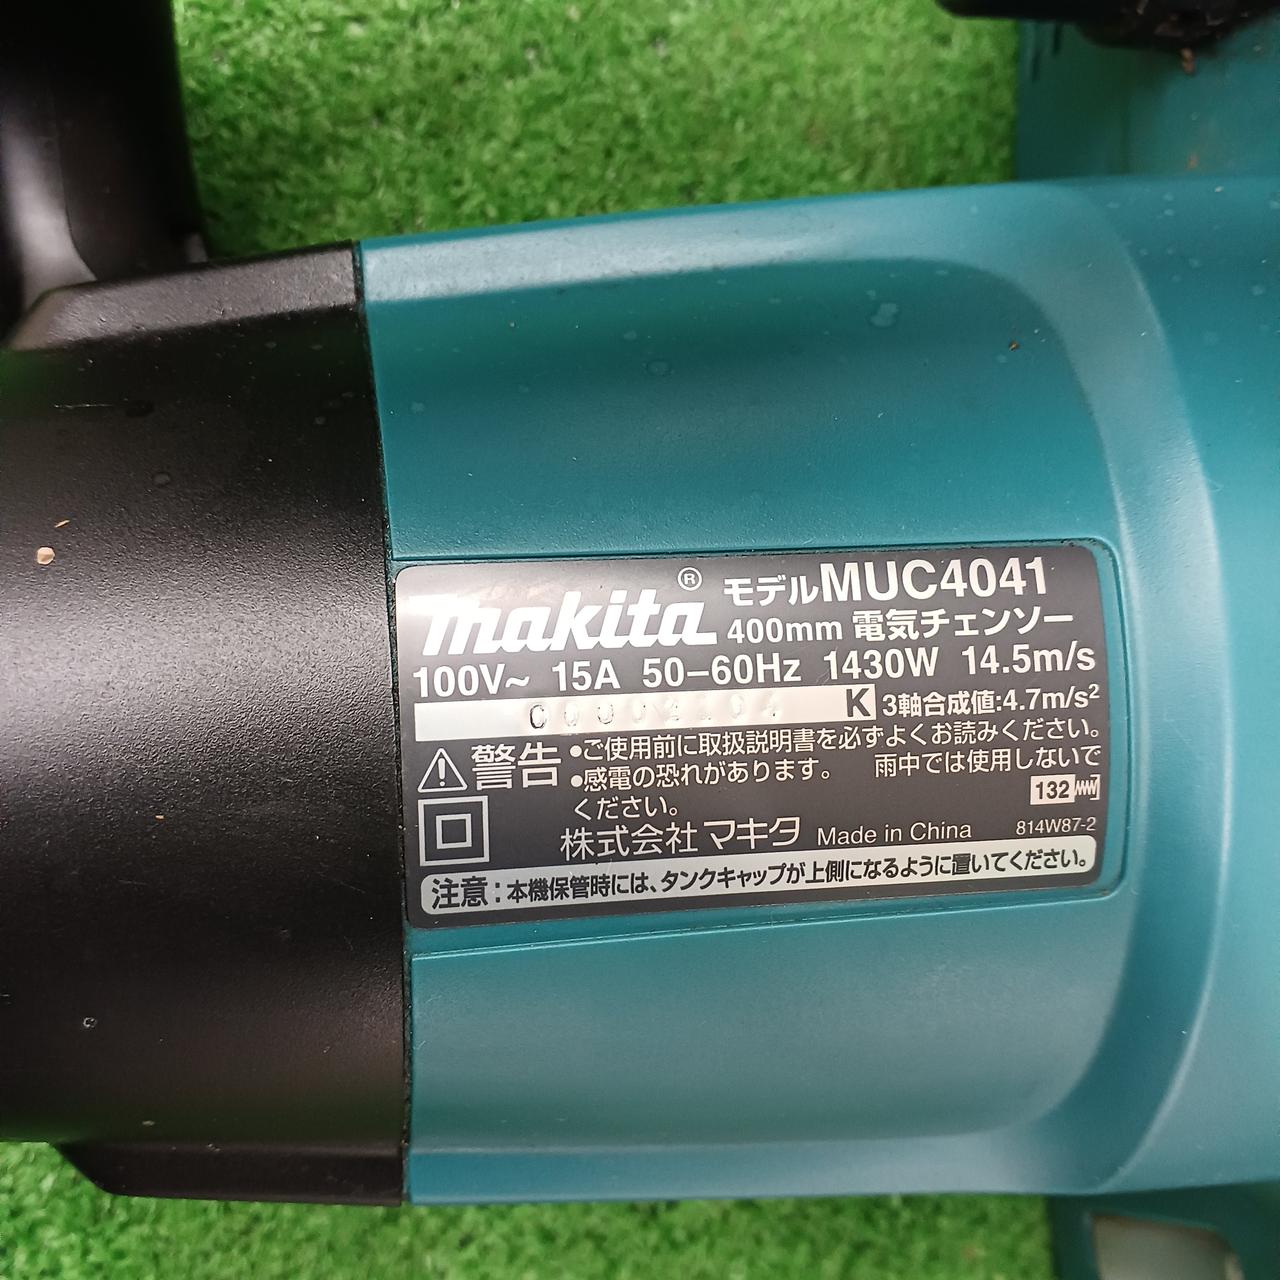 makita® モデルMUC4041
400mm 電気チェンソー
100V~ 15A 50-60Hz 1430W 14.5m/s
K 3軸合成値:4.7m/s²
警告 •ご使用前に取扱説明書を必ずよくお読みください。
•感電の恐れがあります。 雨中では使用しないで
ください。
132
株式会社 マキタ Made in China 814W87-2
注意:本機保管時には、タンクキャップが上側になるように置いてください。